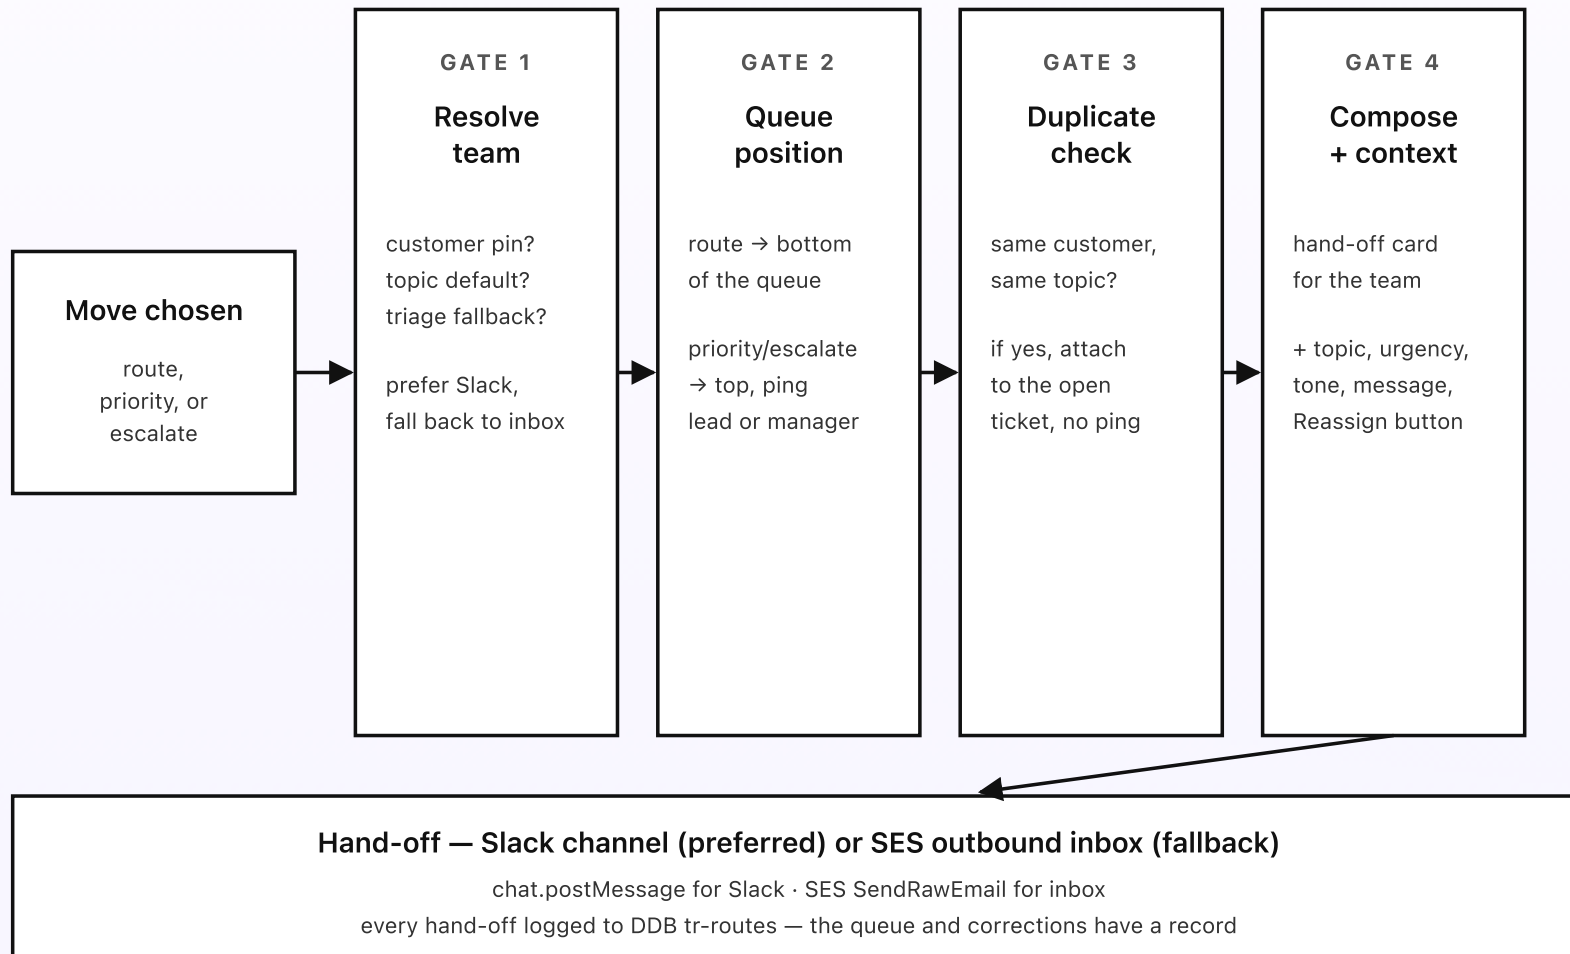 Move chosen
route,
priority, or
escalate
GATE 1
Resolve
team
customer pin?
topic default?
triage fallback?
prefer Slack,
fall back to inbox
GATE 2
Queue
position
route → bottom
of the queue
priority/escalate
→ top, ping
lead or manager
GATE 3
Duplicate
check
same customer,
same topic?
if yes, attach
to the open
ticket, no ping
GATE 4
Compose
+ context
hand-off card
for the team
+ topic, urgency,
tone, message,
Reassign button
Hand-off — Slack channel (preferred) or SES outbound inbox (fallback)
chat.postMessage for Slack · SES SendRawEmail for inbox
every hand-off logged to DDB tr-routes — the queue and corrections have a record